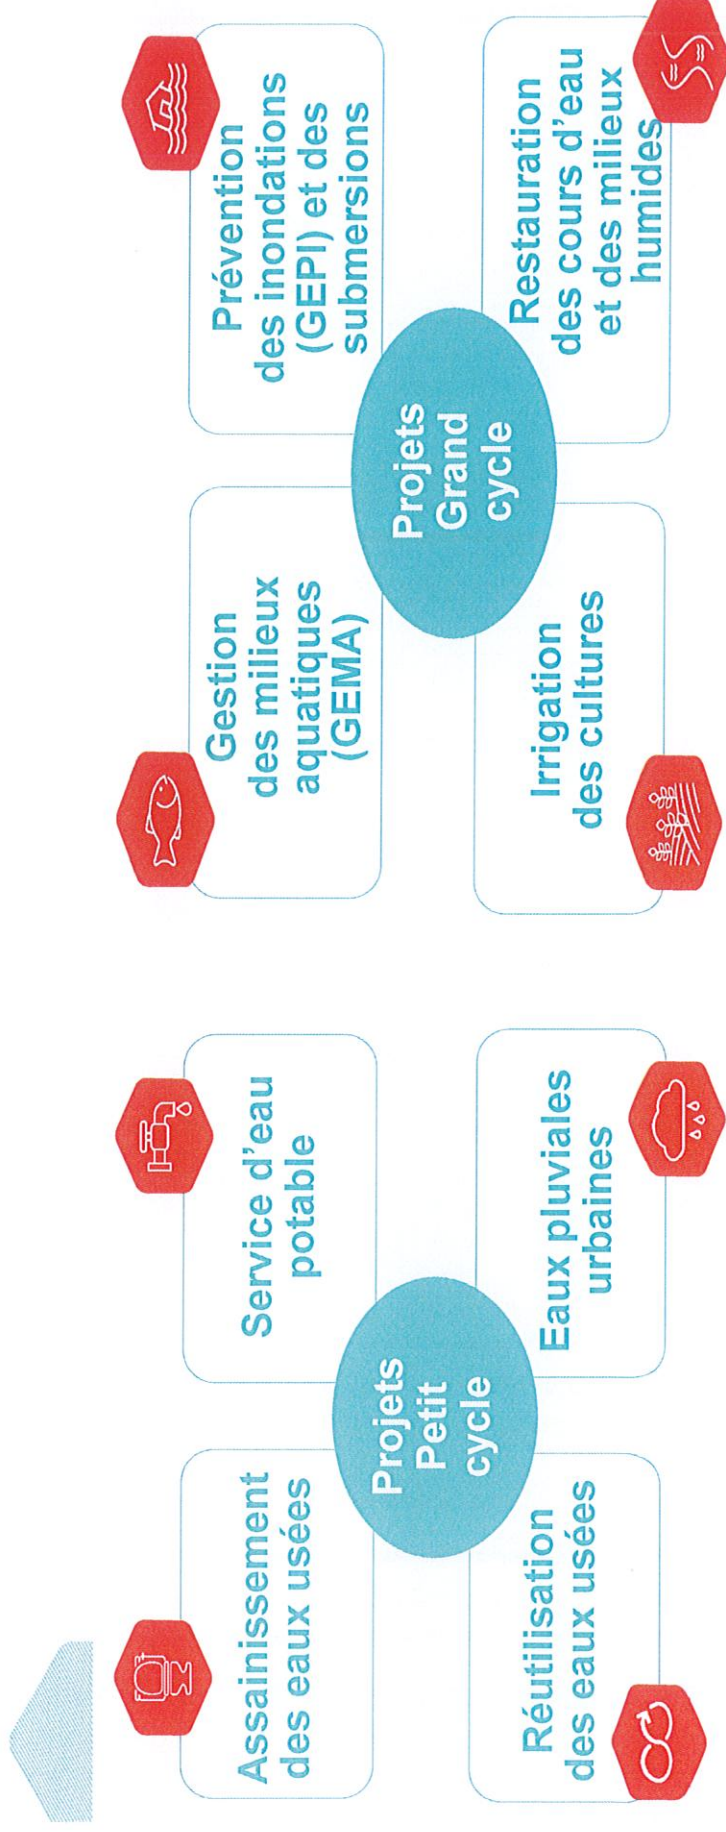 Assainissement
des eaux usées
Service d'eau
potable
Projets
Petit
cycle
Réutilisation
des eaux usées
Eaux pluviales
urbaines
Gestion
des milieux
aquatiques
(GEMA)
Prévention
des inondations
(GEPI) et des
submersions
Projets
Grand
cycle
Irrigation
des cultures
Restauration
des cours d'eau
et des milieux
humides